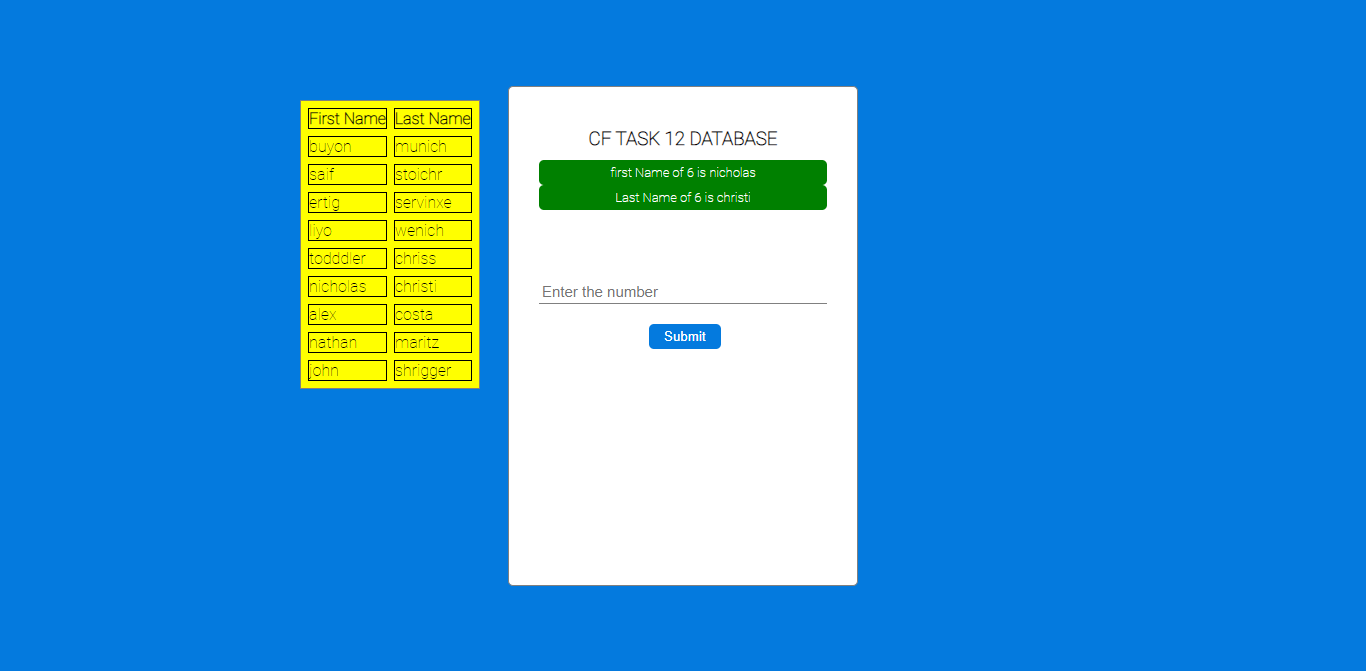 First Name Last Name
buyon munich
saif stoichr
ertig servinxe
liyo wenich
todddler chriss
nicholas christi
alex costa
nathan maritz
john shrigger
CF TASK 12 DATABASE
first Name of 6 is nicholas
Last Name of 6 is christi
Enter the number
Submit